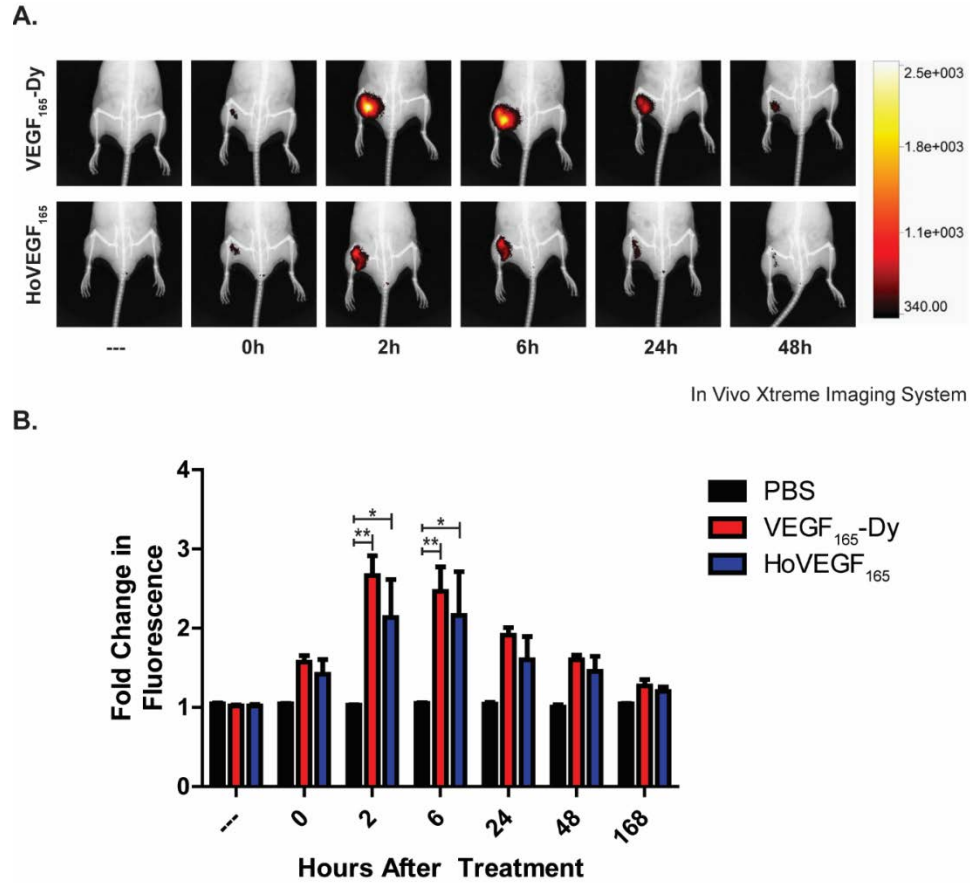 A.
VEGF₁₆₅-Dy
HoVEGF₁₆₅
2.5e+003
1.8e+003
1.1e+003
340.00
--- 0h 2h 6h 24h 48h
In Vivo Xtreme Imaging System
B.
Fold Change in
Fluorescence
4
3
2
1
0
* *
** **
PBS
VEGF₁₆₅-Dy
HoVEGF₁₆₅
--- 0 2 6 24 48 168
Hours After Treatment